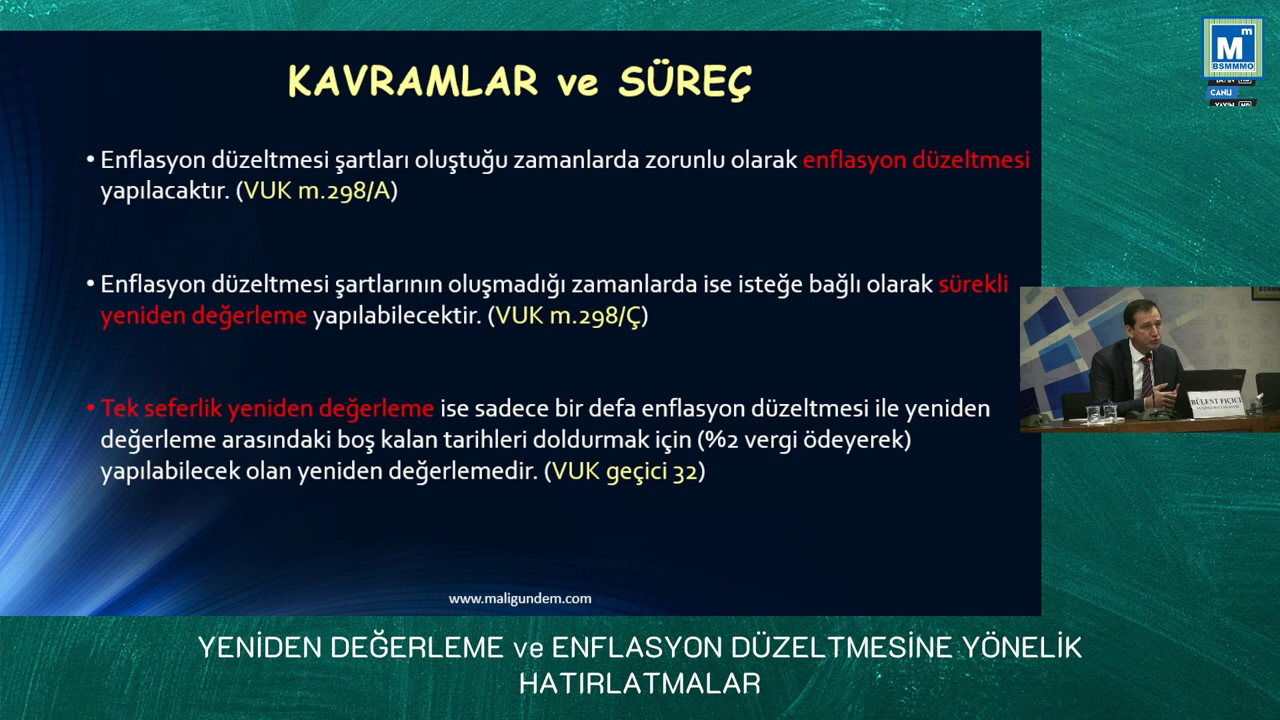 KAVRAMLAR ve SÜREÇ
• Enflasyon düzeltmesi şartları oluştuğu zamanlarda zorunlu olarak enflasyon düzeltmesi
yapılacaktır. (VUK m.298/A)
• Enflasyon düzeltmesi şartlarının oluşmadığı zamanlarda ise isteğe bağlı olarak sürekli
yeniden değerleme yapılabilecektir. (VUK m.298/Ç)
• Tek seferlik yeniden değerleme ise sadece bir defa enflasyon düzeltmesi ile yeniden
değerleme arasındaki boş kalan tarihleri doldurmak için (%2 vergi ödeyerek)
yapılabilecek olan yeniden değerlemedir. (VUK geçici 32)
www.maligundem.com
Mm
BSMMMO
CANLI
YAYIN HD
BÜLENT FIÇICI
YENİDEN DEĞERLEME ve ENFLASYON DÜZELTMESİNE YÖNELİK
HATIRLATMALAR